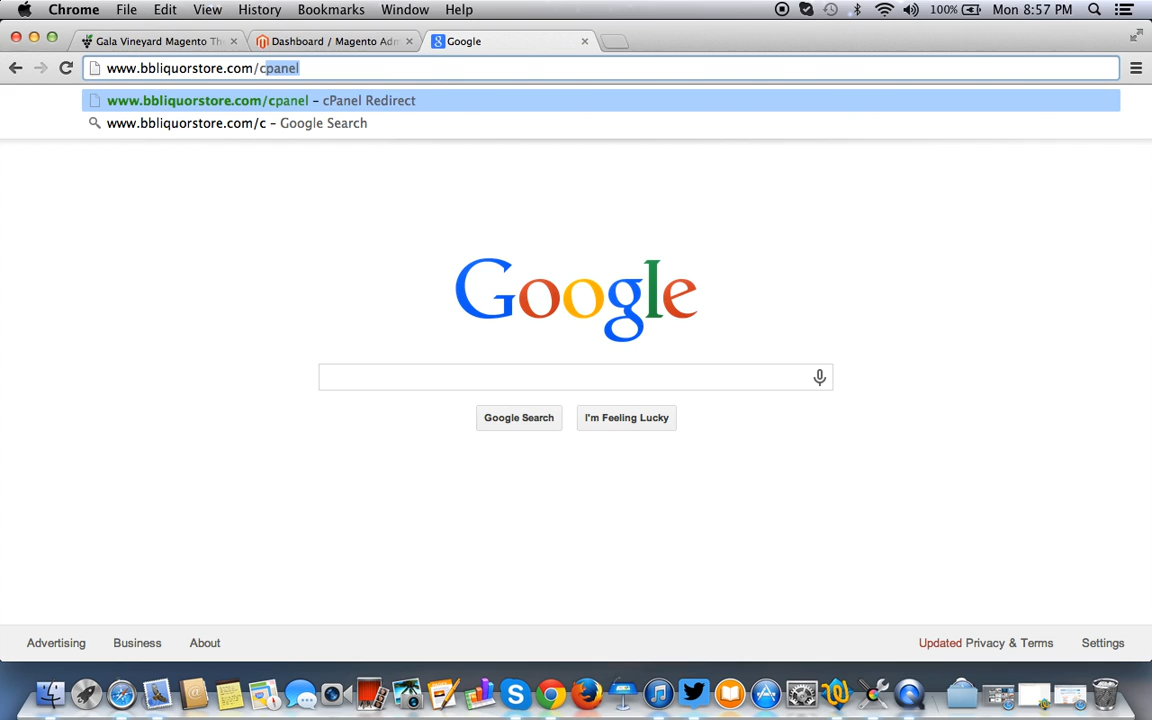 Chrome File Edit View History Bookmarks Window Help 100% Mon 8:57 PM
Gala Vineyard Magento Th Dashboard / Magento Adm Google
www.bbliquorstore.com/cpanel
www.bbliquorstore.com/cpanel – cPanel Redirect
www.bbliquorstore.com/c – Google Search
Google
Google Search I'm Feeling Lucky
Advertising Business About Updated Privacy & Terms Settings